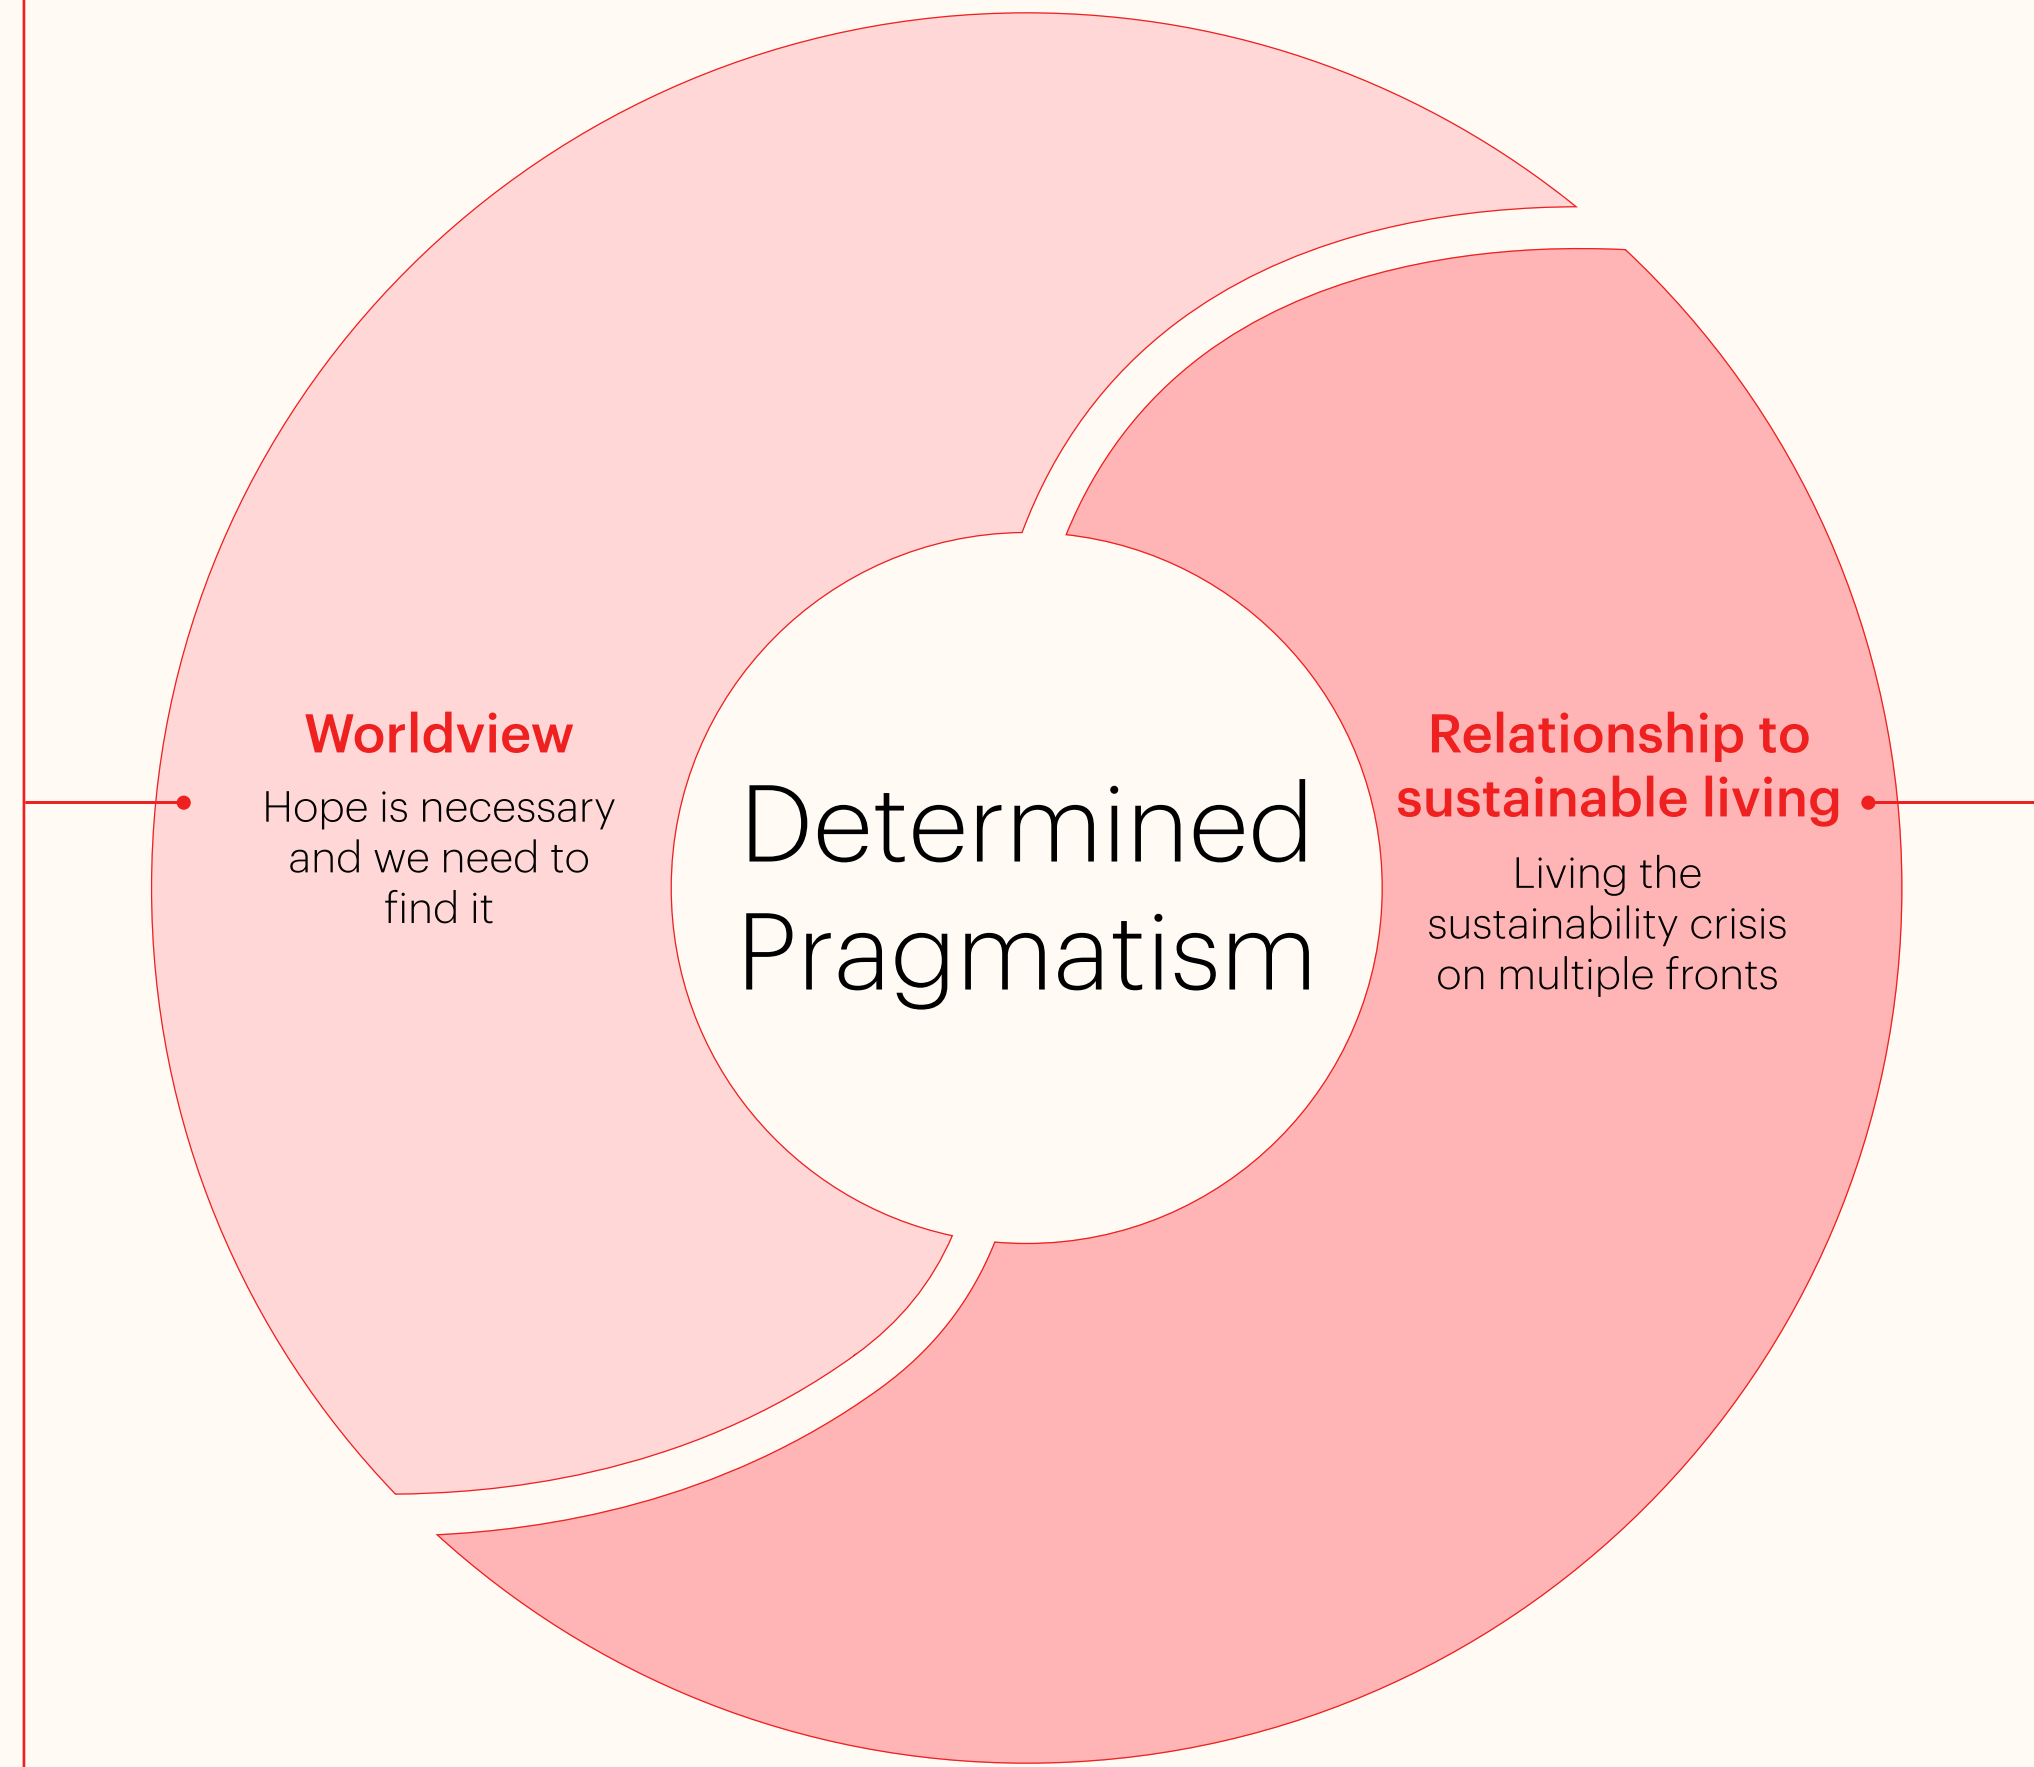 Worldview
Hope is necessary
and we need to
find it
Determined
Pragmatism
Relationship to
sustainable living
Living the
sustainability crisis
on multiple fronts